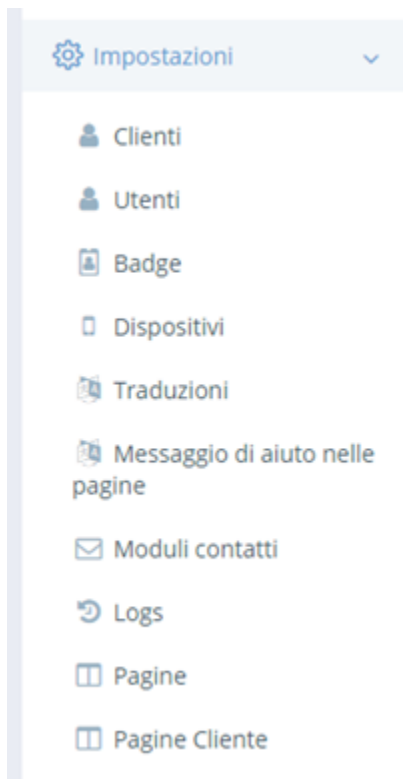 Impostazioni
Clienti
Utenti
Badge
Dispositivi
Traduzioni
Messaggio di aiuto nelle
pagine
Moduli contatti
Logs
Pagine
Pagine Cliente